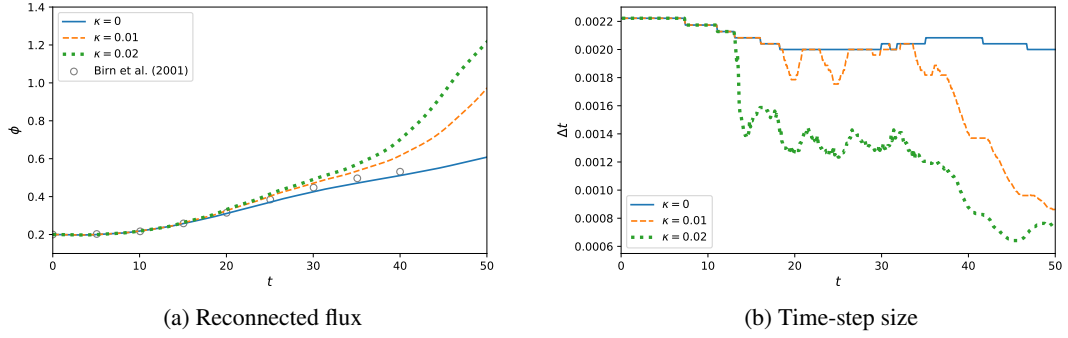 1.4
1.2
1.0
0.8
0.6
0.4
0.2
ϕ
0
10
20
30
40
50
t
κ = 0
κ = 0.01
κ = 0.02
Birn et al. (2001)
(a) Reconnected flux
0.0022
0.0020
0.0018
0.0016
0.0014
0.0012
0.0010
0.0008
0.0006
Δt
0
10
20
30
40
50
t
κ = 0
κ = 0.01
κ = 0.02
(b) Time-step size